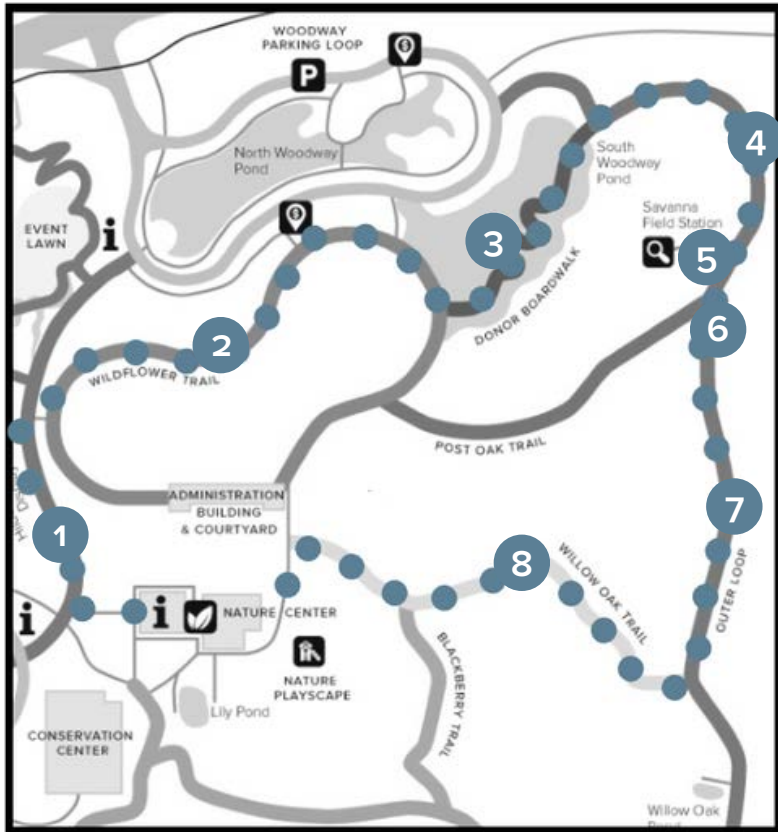 WOODWAY
PARKING LOOP
P
$
North Woodway
Pond
South
Woodway
Pond
4
Savanna
Field Station
EVENT
LAWN
i
$
3
5
DONOR BOARDWALK
6
2
WILDFLOWER TRAIL
POST OAK TRAIL
ADMINISTRATION
BUILDING
& COURTYARD
7
1
8
WILLOW OAK TRAIL
OUTER LOOP
i
i
NATURE CENTER
BLACKBERRY TRAIL
NATURE
PLAYSCAPE
Lily Pond
CONSERVATION
CENTER
Willow Oak